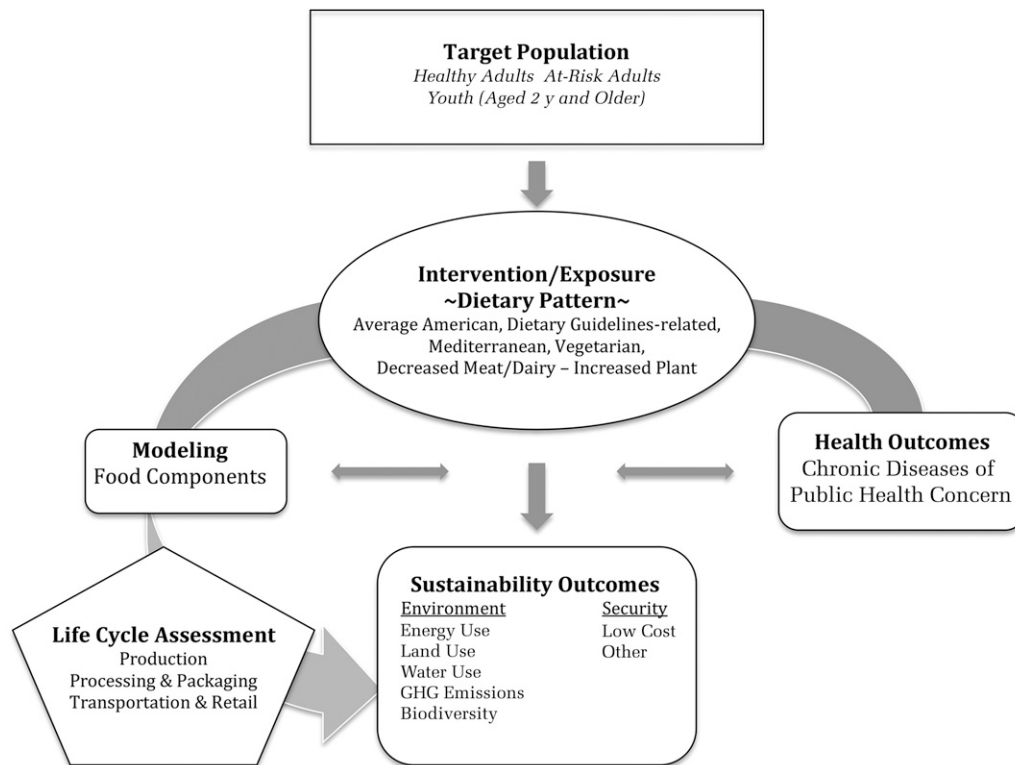 Target Population
Healthy Adults  At-Risk Adults
Youth (Aged 2 y and Older)
Intervention/Exposure
~Dietary Pattern~
Average American, Dietary Guidelines-related,
Mediterranean, Vegetarian,
Decreased Meat/Dairy – Increased Plant
Modeling
Food Components
Health Outcomes
Chronic Diseases of
Public Health Concern
Life Cycle Assessment
Production
Processing & Packaging
Transportation & Retail
Sustainability Outcomes
Environment
Energy Use
Land Use
Water Use
GHG Emissions
Biodiversity
Security
Low Cost
Other